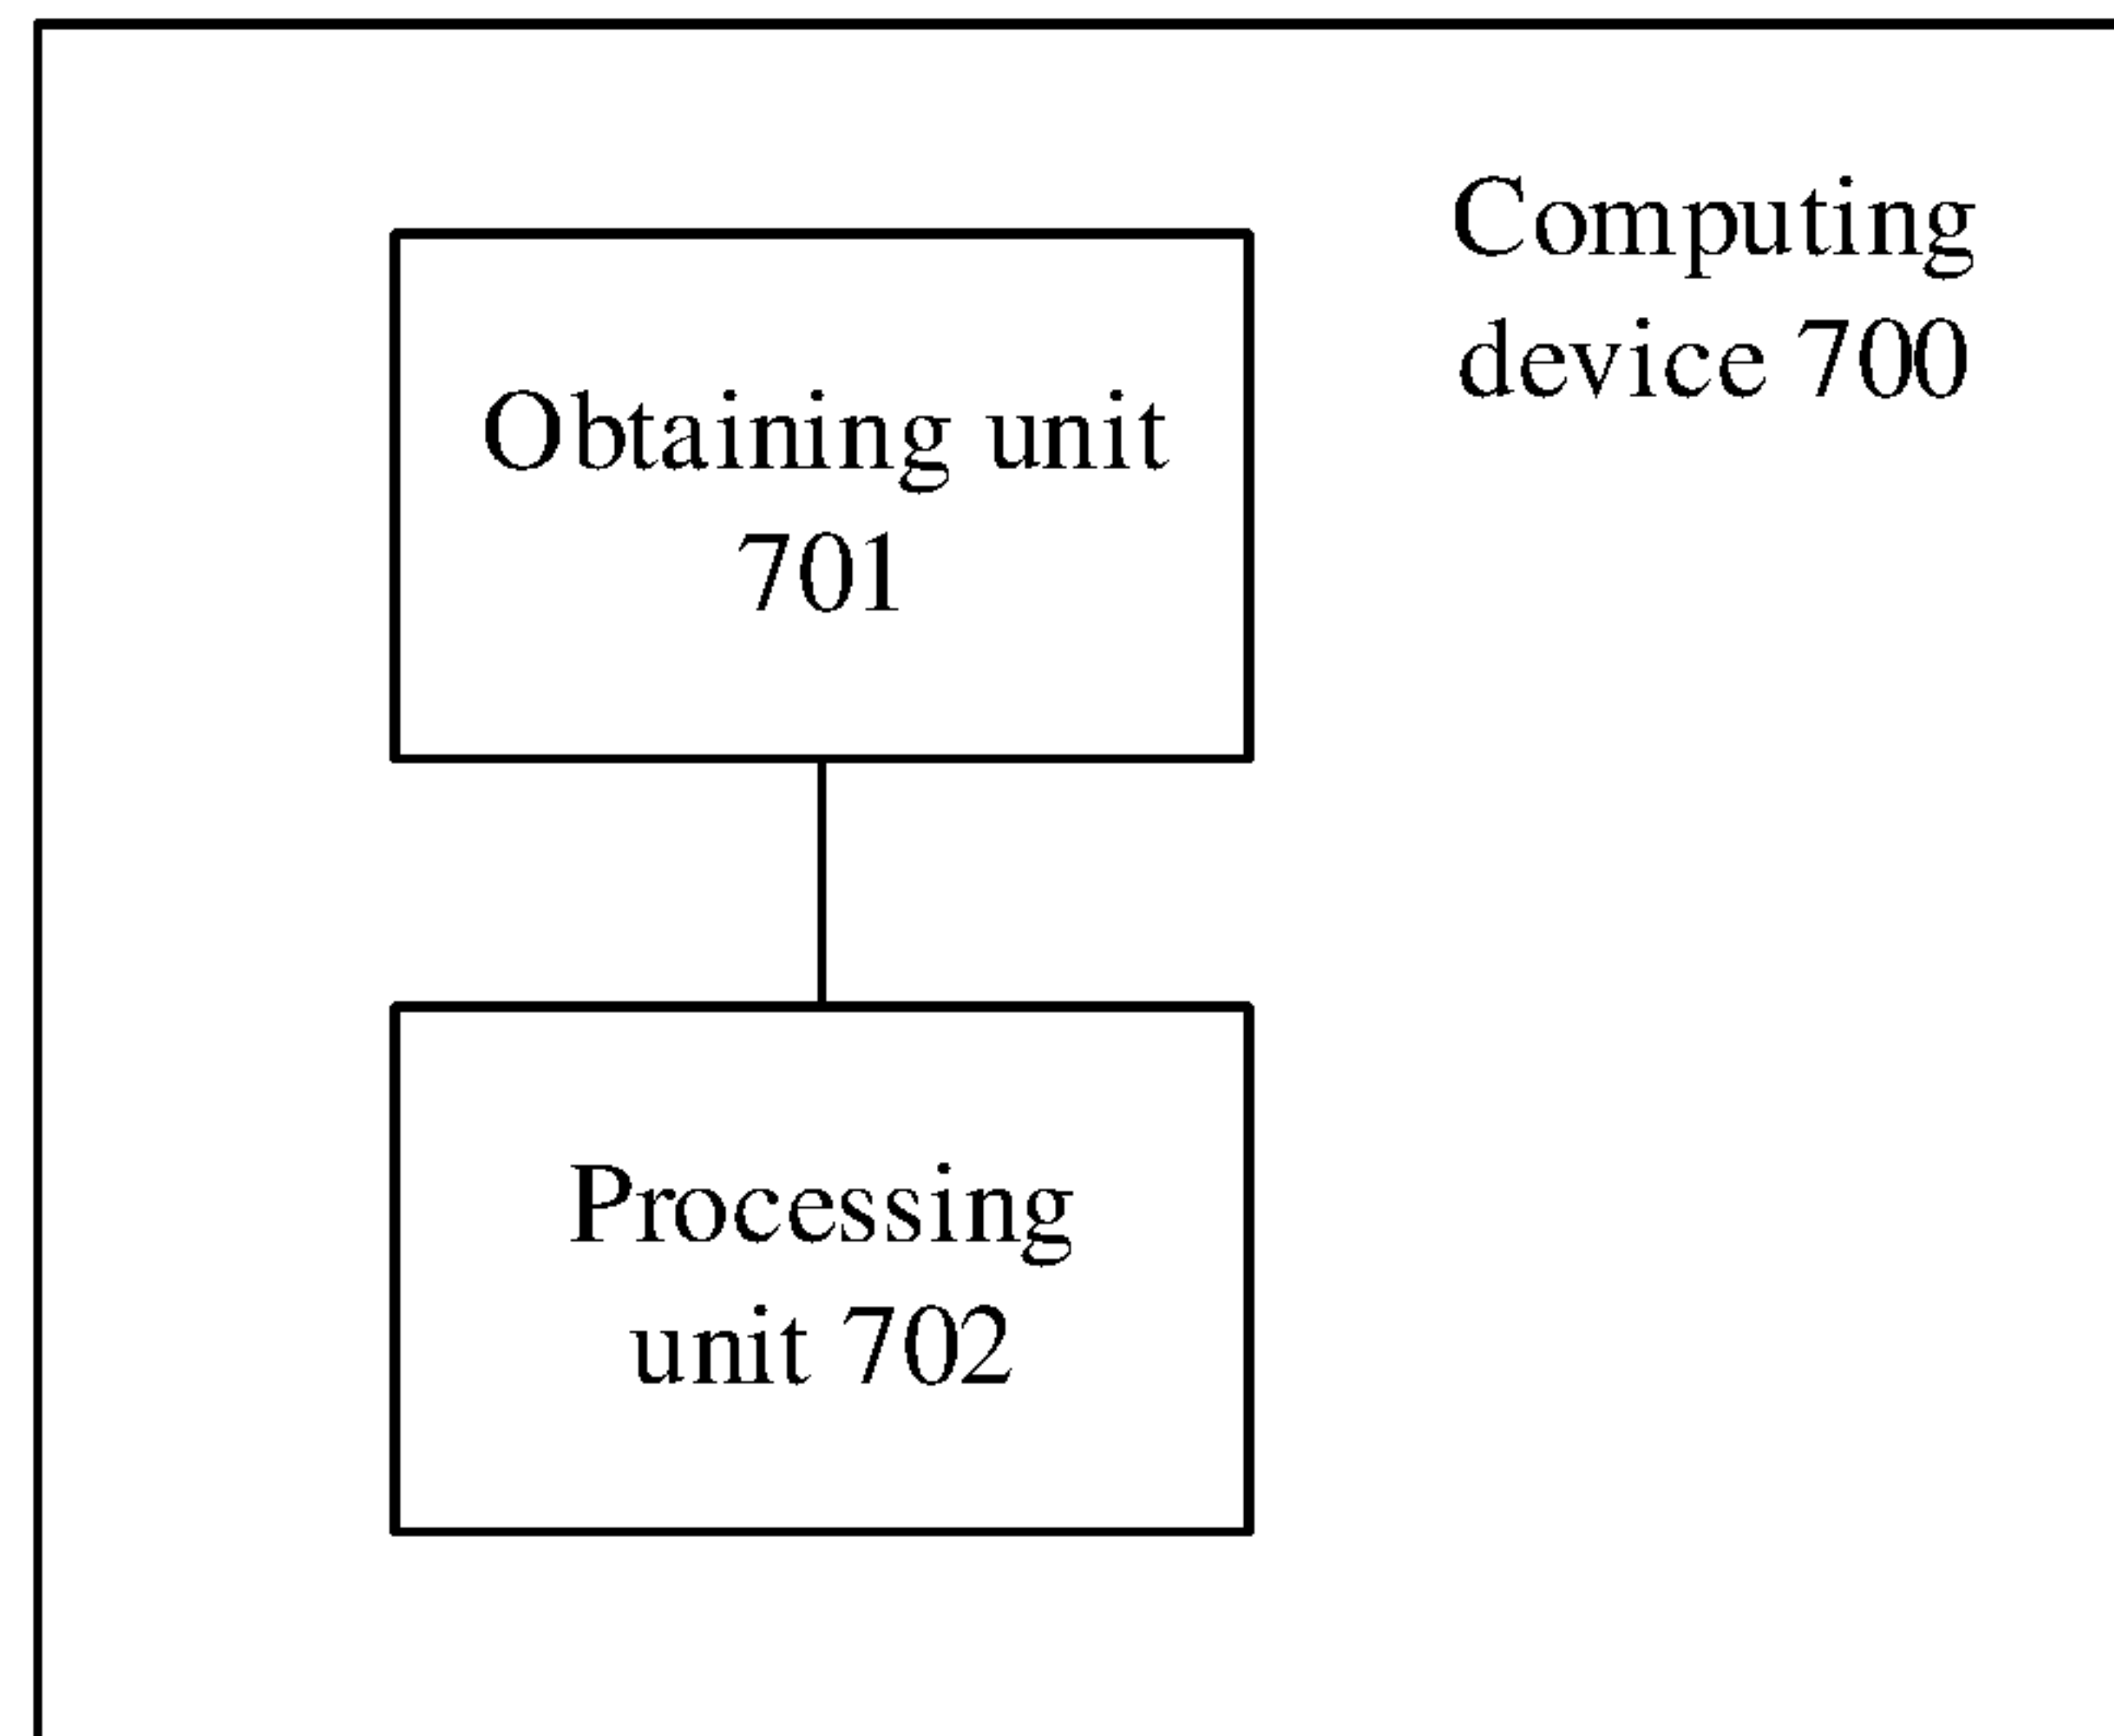 Computing
device 700
Obtaining unit
701
Processing
unit 702